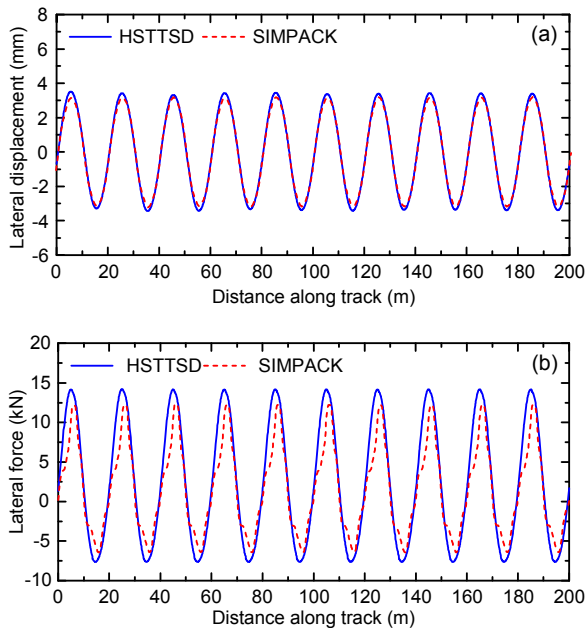 HSTTSD SIMPACK (a)
8
6
4
2
0
-2
-4
-6
Lateral displacement (mm)
0 20 40 60 80 100 120 140 160 180 200
Distance along track (m)
HSTTSD SIMPACK (b)
20
15
10
5
0
-5
-10
Lateral force (kN)
0 20 40 60 80 100 120 140 160 180 200
Distance along track (m)